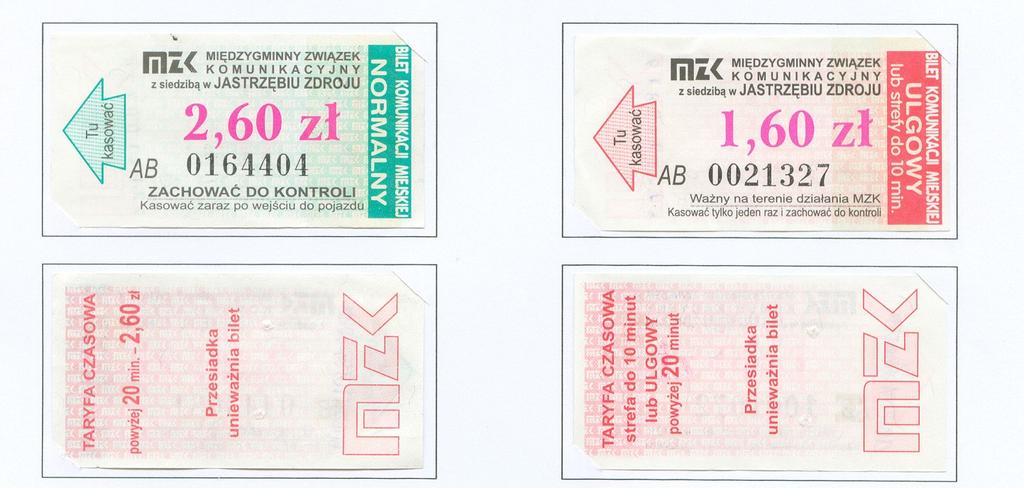 MZK MIĘDZYGMINNY ZWIĄZEK
KOMUNIKACYJNY
z siedzibą w JASTRZĘBIU ZDROJU
2,60 zł
Tu
kasować
AB 0164404
ZACHOWAĆ DO KONTROLI
Kasować zaraz po wejściu do pojazdu
BILET KOMUNIKACJI MIEJSKIEJ
NORMALNY
MZK MIĘDZYGMINNY ZWIĄZEK
KOMUNIKACYJNY
z siedzibą w JASTRZĘBIU ZDROJU
1,60 zł
Tu
kasować
AB 0021327
Ważny na terenie działania MZK
Kasować tylko jeden raz i zachować do kontroli
BILET KOMUNIKACJI MIEJSKIEJ
ULGOWY
lub strefy do 10 min.
TARYFA CZASOWA
powyżej 20 min. - 2,60 zł
Przesiadka
unieważnia bilet
MZK
TARYFA CZASOWA
strefa do 10 minut
lub ULGOWY
powyżej 20 minut
Przesiadka
unieważnia bilet
MZK